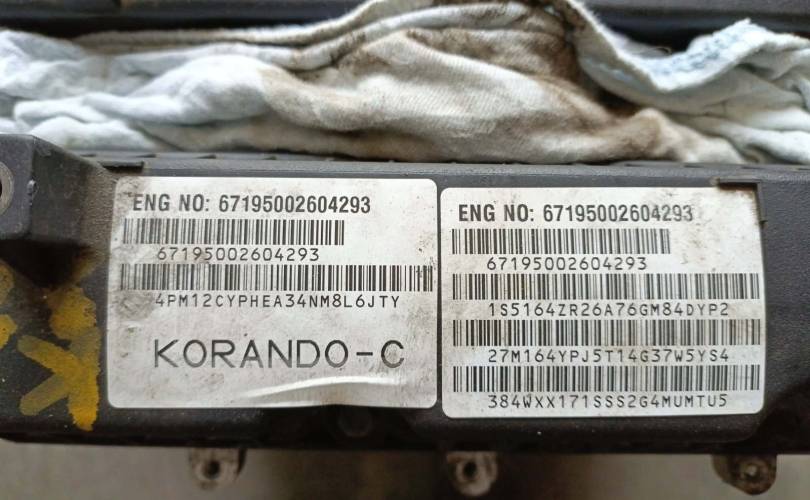 ENG NO: 67195002604293
67195002604293
4PM12CYPHEA34NM8L6JTY
KORANDO-C
ENG NO: 67195002604293
67195002604293
1S5164ZR26A76GM84DYP2
27M164YPJ5T14G37W5YS4
384WXX171SSS2G4MUMTU5